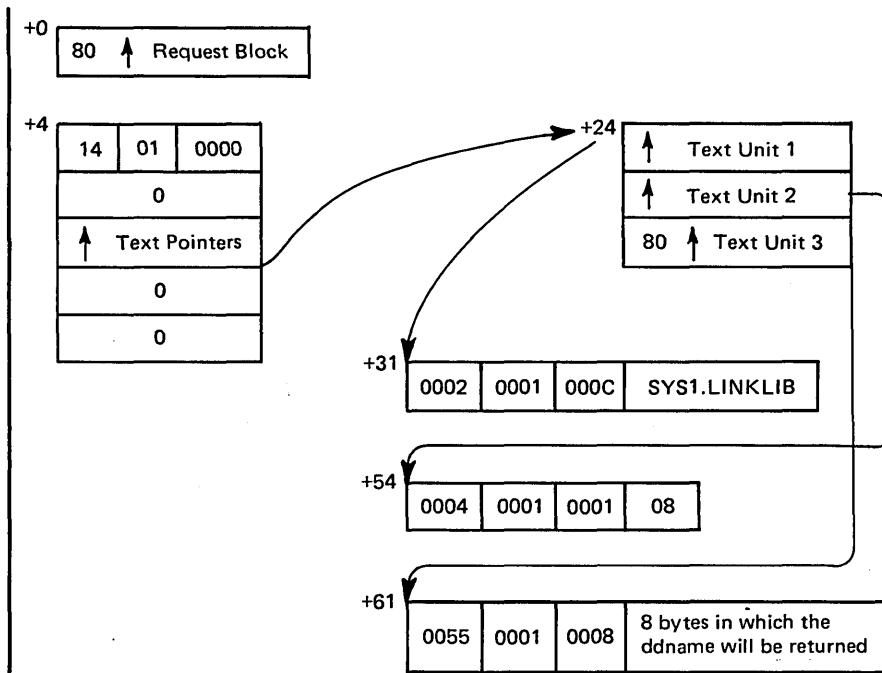 +0
80 ↑ Request Block
+4
14 01 0000
0
↑ Text Pointers
0
0
+24
↑ Text Unit 1
↑ Text Unit 2
80 ↑ Text Unit 3
+31
0002 0001 000C SYS1.LINKLIB
+54
0004 0001 0001 08
+61
0055 0001 0008 8 bytes in which the
ddname will be returned